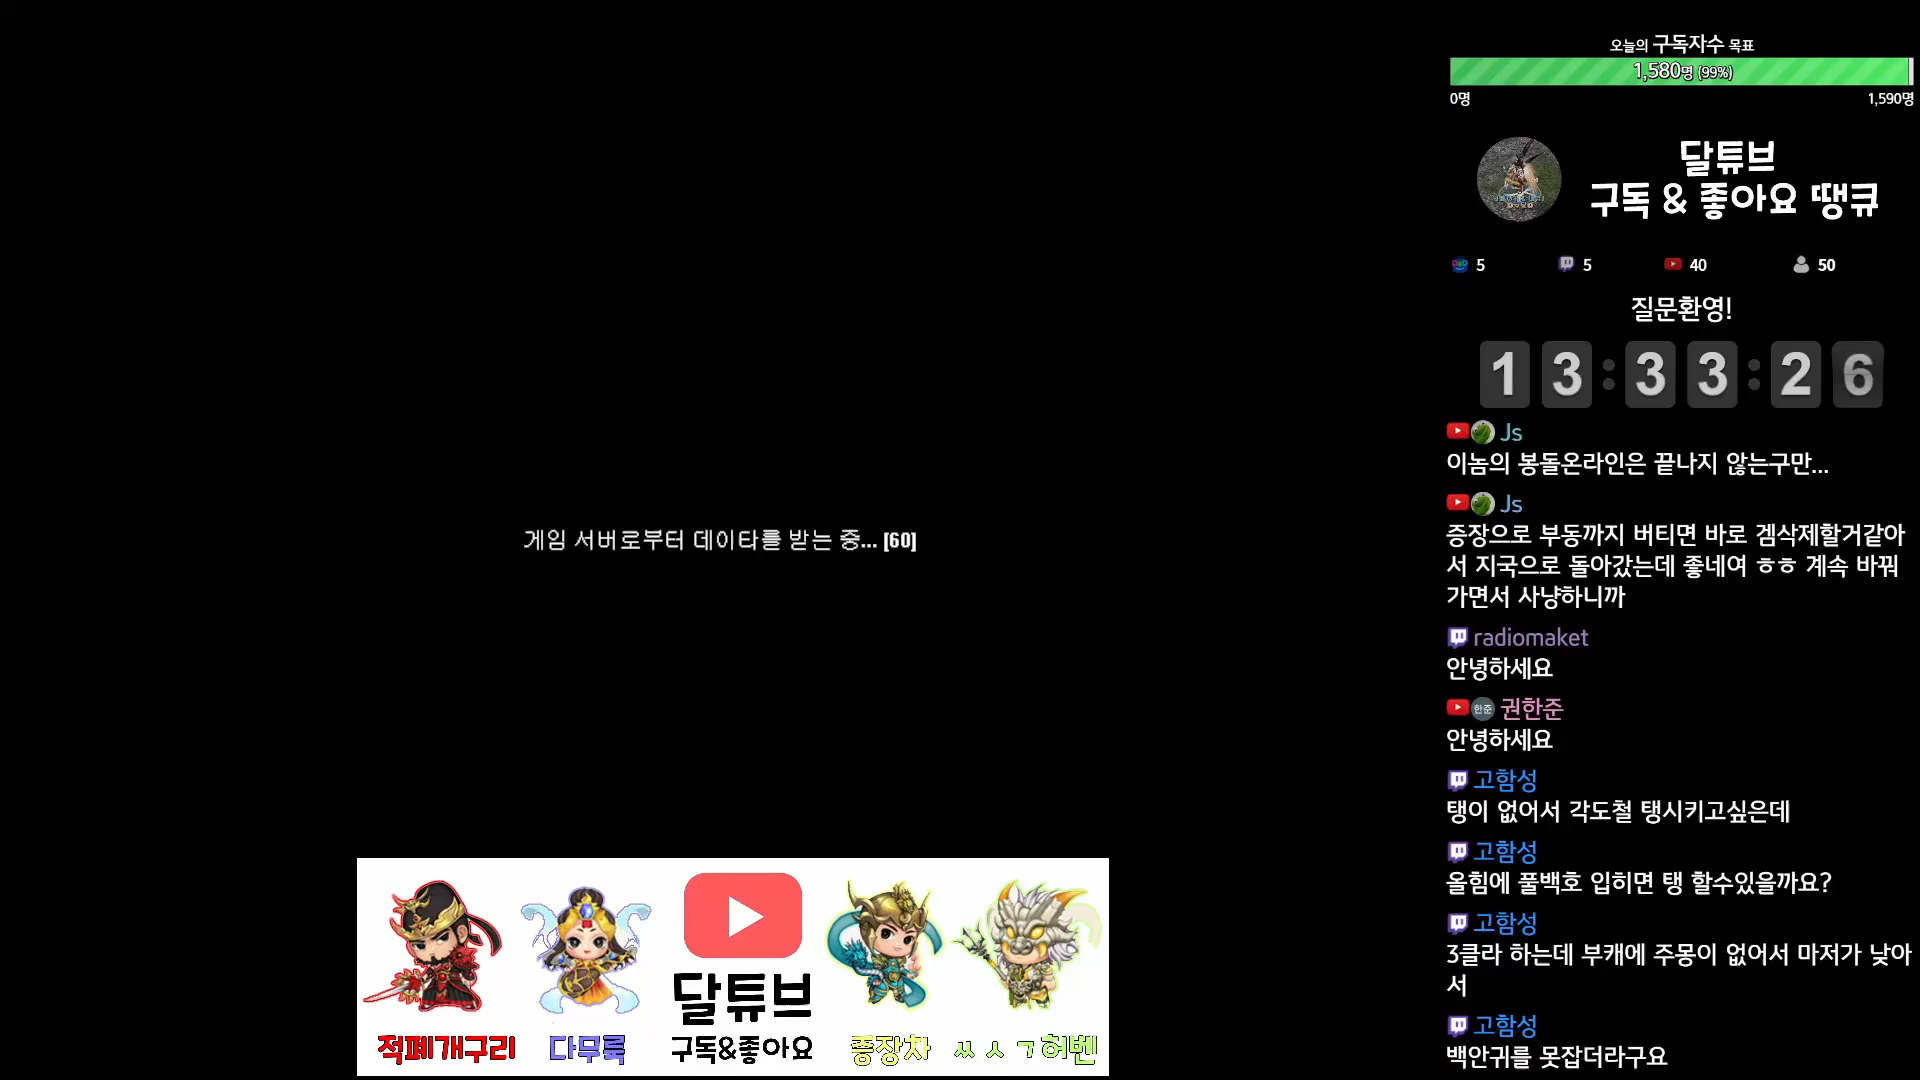 오늘의 구독자수 목표
1,580명 (99%)
0명 1,590명
달튜브
구독 & 좋아요 땡큐
5 5 40 50
질문환영!
13:33:26
Js
이놈의 봉돌온라인은 끝나지 않는구만...
Js
증장으로 부동까지 버티면 바로 겜삭제할거같아
서 지국으로 돌아갔는데 좋네여 ㅎㅎ 계속 바꿔
가면서 사냥하니까
radiomaket
안녕하세요
한준 권한준
안녕하세요
고함성
탱이 없어서 각도철 탱시키고싶은데
고함성
올힘에 풀백호 입히면 탱 할수있을까요?
고함성
3클라 하는데 부캐에 주몽이 없어서 마저가 낮아
서
고함성
백안귀를 못잡더라구요
게임 서버로부터 데이타를 받는 중... [60]
달튜브
적폐개구리 다무룩 구독&좋아요 증장차 ㅆㅅㄱ허벤